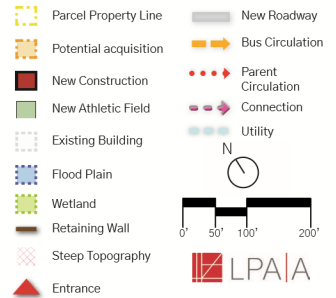 Parcel Property Line
Potential acquisition
New Construction
New Athletic Field
Existing Building
Flood Plain
Wetland
Retaining Wall
Steep Topography
Entrance
New Roadway
Bus Circulation
Parent
Circulation
Connection
Utility
N
0' 50' 100' 200'
LPA|A